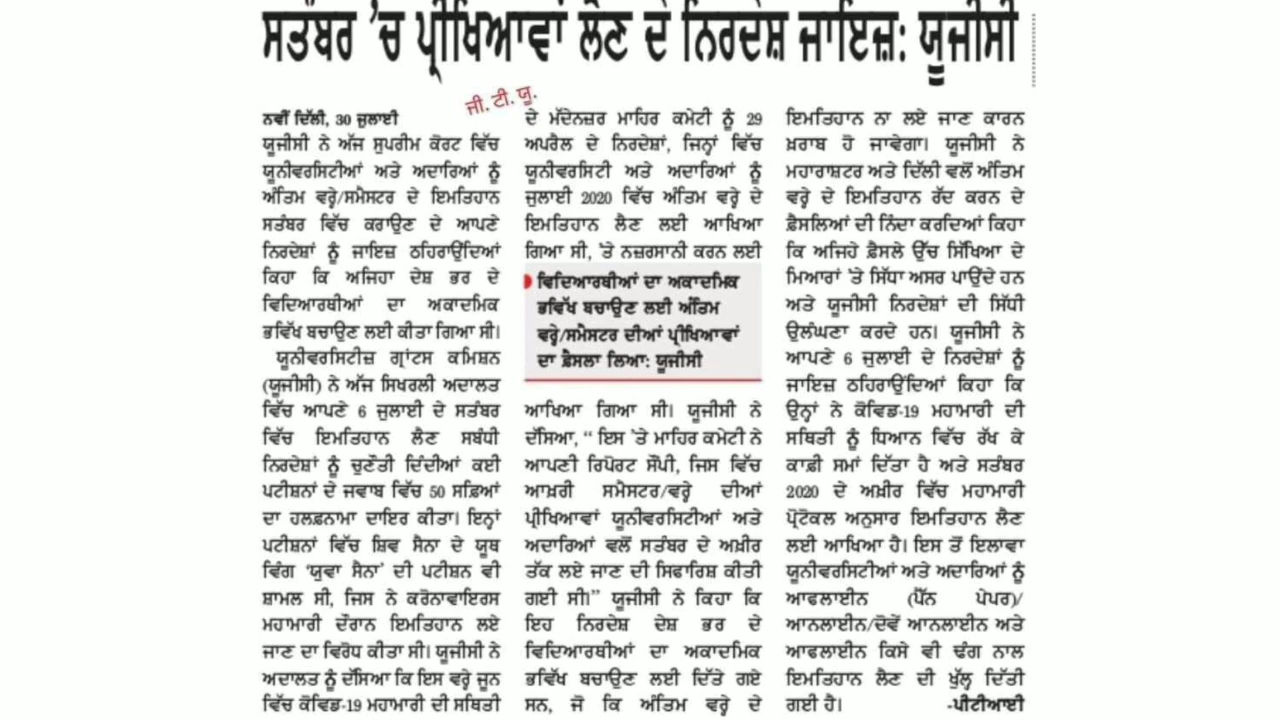 ਸਤੰਬਰ 'ਚ ਪ੍ਰੀਖਿਆਵਾਂ ਲੈਣ ਦੇ ਨਿਰਦੇਸ਼ ਜਾਇਜ਼: ਯੂਜੀਸੀ
ਜੀ. ਟੀ. ਯੂ.
ਨਵੀਂ ਦਿੱਲੀ, 30 ਜੁਲਾਈ
ਯੂਜੀਸੀ ਨੇ ਅੱਜ ਸੁਪਰੀਮ ਕੋਰਟ ਵਿੱਚ
ਯੂਨੀਵਰਸਿਟੀਆਂ ਅਤੇ ਅਦਾਰਿਆਂ ਨੂੰ
ਅੰਤਿਮ ਵਰ੍ਹੇ/ਸਮੈਸਟਰ ਦੇ ਇਮਤਿਹਾਨ
ਸਤੰਬਰ ਵਿੱਚ ਕਰਾਉਣ ਦੇ ਆਪਣੇ
ਨਿਰਦੇਸ਼ਾਂ ਨੂੰ ਜਾਇਜ਼ ਠਹਿਰਾਉਂਦਿਆਂ
ਕਿਹਾ ਕਿ ਅਜਿਹਾ ਦੇਸ਼ ਭਰ ਦੇ
ਵਿਦਿਆਰਥੀਆਂ ਦਾ ਅਕਾਦਮਿਕ
ਭਵਿੱਖ ਬਚਾਉਣ ਲਈ ਕੀਤਾ ਗਿਆ ਸੀ।
ਯੂਨੀਵਰਸਿਟੀਜ਼ ਗ੍ਰਾਂਟਸ ਕਮਿਸ਼ਨ
(ਯੂਜੀਸੀ) ਨੇ ਅੱਜ ਸਿਖਰਲੀ ਅਦਾਲਤ
ਵਿੱਚ ਆਪਣੇ 6 ਜੁਲਾਈ ਦੇ ਸਤੰਬਰ
ਵਿੱਚ ਇਮਤਿਹਾਨ ਲੈਣ ਸਬੰਧੀ
ਨਿਰਦੇਸ਼ਾਂ ਨੂੰ ਚੁਣੌਤੀ ਦਿੰਦੀਆਂ ਕਈ
ਪਟੀਸ਼ਨਾਂ ਦੇ ਜਵਾਬ ਵਿੱਚ 50 ਸਫ਼ਿਆਂ
ਦਾ ਹਲਫ਼ਨਾਮਾ ਦਾਇਰ ਕੀਤਾ। ਇਨ੍ਹਾਂ
ਪਟੀਸ਼ਨਾਂ ਵਿੱਚ ਸ਼ਿਵ ਸੈਨਾ ਦੇ ਯੂਥ
ਵਿੰਗ 'ਯੁਵਾ ਸੈਨਾ' ਦੀ ਪਟੀਸ਼ਨ ਵੀ
ਸ਼ਾਮਲ ਸੀ, ਜਿਸ ਨੇ ਕਰੋਨਾਵਾਇਰਸ
ਮਹਾਮਾਰੀ ਦੌਰਾਨ ਇਮਤਿਹਾਨ ਲਏ
ਜਾਣ ਦਾ ਵਿਰੋਧ ਕੀਤਾ ਸੀ। ਯੂਜੀਸੀ ਨੇ
ਅਦਾਲਤ ਨੂੰ ਦੱਸਿਆ ਕਿ ਇਸ ਵਰ੍ਹੇ ਜੂਨ
ਵਿੱਚ ਕੋਵਿਡ-19 ਮਹਾਮਾਰੀ ਦੀ ਸਥਿਤੀ
ਦੇ ਮੱਦੇਨਜ਼ਰ ਮਾਹਿਰ ਕਮੇਟੀ ਨੂੰ 29
ਅਪਰੈਲ ਦੇ ਨਿਰਦੇਸ਼ਾਂ, ਜਿਨ੍ਹਾਂ ਵਿੱਚ
ਯੂਨੀਵਰਸਿਟੀ ਅਤੇ ਅਦਾਰਿਆਂ ਨੂੰ
ਜੁਲਾਈ 2020 ਵਿੱਚ ਅੰਤਿਮ ਵਰ੍ਹੇ ਦੇ
ਇਮਤਿਹਾਨ ਲੈਣ ਲਈ ਆਖਿਆ
ਗਿਆ ਸੀ, 'ਤੇ ਨਜ਼ਰਸਾਨੀ ਕਰਨ ਲਈ
ਵਿਦਿਆਰਥੀਆਂ ਦਾ ਅਕਾਦਮਿਕ
ਭਵਿੱਖ ਬਚਾਉਣ ਲਈ ਅੰਤਿਮ
ਵਰ੍ਹੇ/ਸਮੈਸਟਰ ਦੀਆਂ ਪ੍ਰੀਖਿਆਵਾਂ
ਦਾ ਫ਼ੈਸਲਾ ਲਿਆ: ਯੂਜੀਸੀ
ਆਖਿਆ ਗਿਆ ਸੀ। ਯੂਜੀਸੀ ਨੇ
ਦੱਸਿਆ, '' ਇਸ 'ਤੇ ਮਾਹਿਰ ਕਮੇਟੀ ਨੇ
ਆਪਣੀ ਰਿਪੋਰਟ ਸੌਂਪੀ, ਜਿਸ ਵਿੱਚ
ਆਖ਼ਰੀ ਸਮੈਸਟਰ/ਵਰ੍ਹੇ ਦੀਆਂ
ਪ੍ਰੀਖਿਆਵਾਂ ਯੂਨੀਵਰਸਿਟੀਆਂ ਅਤੇ
ਅਦਾਰਿਆਂ ਵਲੋਂ ਸਤੰਬਰ ਦੇ ਅਖ਼ੀਰ
ਤੱਕ ਲਏ ਜਾਣ ਦੀ ਸਿਫਾਰਿਸ਼ ਕੀਤੀ
ਗਈ ਸੀ।'' ਯੂਜੀਸੀ ਨੇ ਕਿਹਾ ਕਿ
ਇਹ ਨਿਰਦੇਸ਼ ਦੇਸ਼ ਭਰ ਦੇ
ਵਿਦਿਆਰਥੀਆਂ ਦਾ ਅਕਾਦਮਿਕ
ਭਵਿੱਖ ਬਚਾਉਣ ਲਈ ਦਿੱਤੇ ਗਏ
ਸਨ, ਜੋ ਕਿ ਅੰਤਿਮ ਵਰ੍ਹੇ ਦੇ
ਇਮਤਿਹਾਨ ਨਾ ਲਏ ਜਾਣ ਕਾਰਨ
ਖ਼ਰਾਬ ਹੋ ਜਾਵੇਗਾ। ਯੂਜੀਸੀ ਨੇ
ਮਹਾਰਾਸ਼ਟਰ ਅਤੇ ਦਿੱਲੀ ਵਲੋਂ ਅੰਤਿਮ
ਵਰ੍ਹੇ ਦੇ ਇਮਤਿਹਾਨ ਰੱਦ ਕਰਨ ਦੇ
ਫ਼ੈਸਲਿਆਂ ਦੀ ਨਿੰਦਾ ਕਰਦਿਆਂ ਕਿਹਾ
ਕਿ ਅਜਿਹੇ ਫ਼ੈਸਲੇ ਉੱਚ ਸਿੱਖਿਆ ਦੇ
ਮਿਆਰਾਂ 'ਤੇ ਸਿੱਧਾ ਅਸਰ ਪਾਉਂਦੇ ਹਨ
ਅਤੇ ਯੂਜੀਸੀ ਨਿਰਦੇਸ਼ਾਂ ਦੀ ਸਿੱਧੀ
ਉਲੰਘਣਾ ਕਰਦੇ ਹਨ। ਯੂਜੀਸੀ ਨੇ
ਆਪਣੇ 6 ਜੁਲਾਈ ਦੇ ਨਿਰਦੇਸ਼ਾਂ ਨੂੰ
ਜਾਇਜ਼ ਠਹਿਰਾਉਂਦਿਆਂ ਕਿਹਾ ਕਿ
ਉਨ੍ਹਾਂ ਨੇ ਕੋਵਿਡ-19 ਮਹਾਮਾਰੀ ਦੀ
ਸਥਿਤੀ ਨੂੰ ਧਿਆਨ ਵਿੱਚ ਰੱਖ ਕੇ
ਕਾਫ਼ੀ ਸਮਾਂ ਦਿੱਤਾ ਹੈ ਅਤੇ ਸਤੰਬਰ
2020 ਦੇ ਅਖ਼ੀਰ ਵਿੱਚ ਮਹਾਮਾਰੀ
ਪ੍ਰੋਟੋਕਲ ਅਨੁਸਾਰ ਇਮਤਿਹਾਨ ਲੈਣ
ਲਈ ਆਖਿਆ ਹੈ। ਇਸ ਤੋਂ ਇਲਾਵਾ
ਯੂਨੀਵਰਸਿਟੀਆਂ ਅਤੇ ਅਦਾਰਿਆਂ ਨੂੰ
ਆਫਲਾਈਨ (ਪੈੱਨ ਪੇਪਰ)/
ਆਨਲਾਈਨ/ਦੋਵੇਂ ਆਨਲਾਈਨ ਅਤੇ
ਆਫਲਾਈਨ ਕਿਸੇ ਵੀ ਢੰਗ ਨਾਲ
ਇਮਤਿਹਾਨ ਲੈਣ ਦੀ ਖੁੱਲ੍ਹ ਦਿੱਤੀ
ਗਈ ਹੈ। -ਪੀਟੀਆਈ